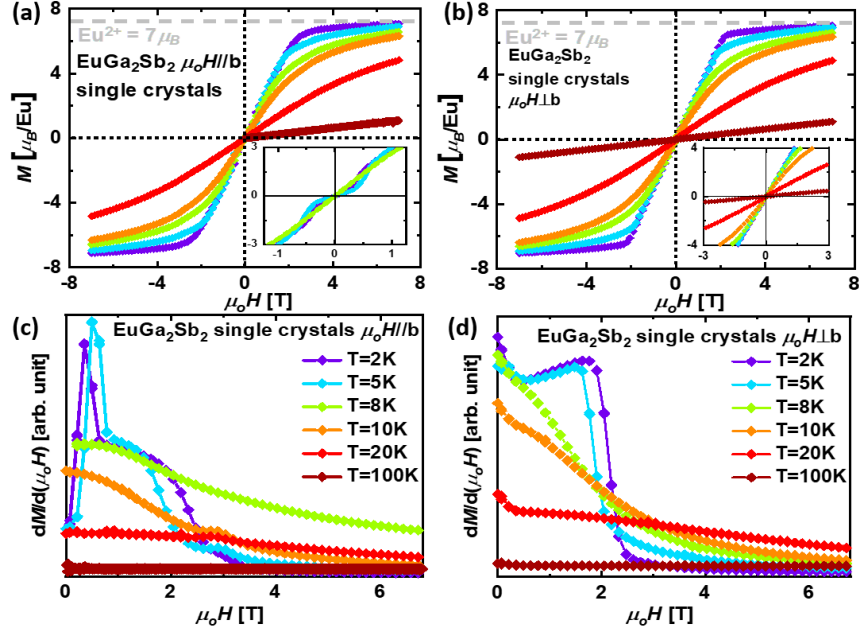 (a)
Eu²⁺ = 7μB
EuGa₂Sb₂ μₒH//b
single crystals
M [μB/Eu]
8
4
0
-4
-8
-8
-4
0
4
8
μₒH [T]
3
0
-3
-1
0
1
(b)
Eu²⁺ = 7μB
EuGa₂Sb₂
single crystals
μₒH⊥b
M [μB/Eu]
8
4
0
-4
-8
-8
-4
0
4
8
μₒH [T]
4
0
-4
-3
0
3
(c)
EuGa₂Sb₂ single crystals μₒH//b
T=2K
T=5K
T=8K
T=10K
T=20K
T=100K
dM/d(μₒH) [arb. unit]
0
2
4
6
μₒH [T]
(d)
EuGa₂Sb₂ single crystals μₒH⊥b
T=2K
T=5K
T=8K
T=10K
T=20K
T=100K
dM/d(μₒH) [arb. unit]
0
2
4
6
μₒH [T]